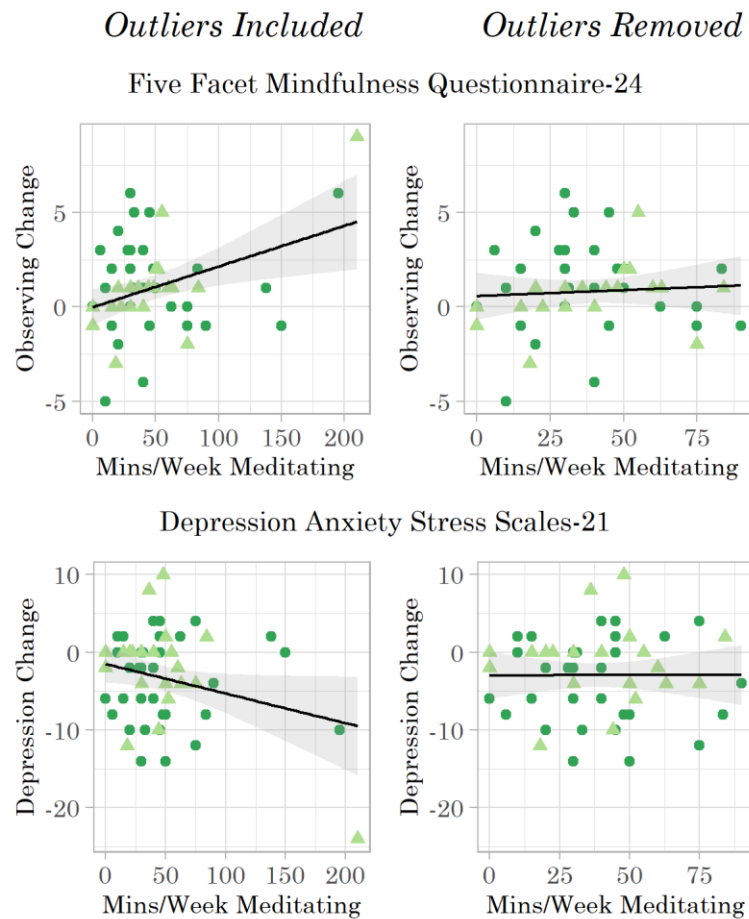 Outliers Included Outliers Removed
Five Facet Mindfulness Questionnaire-24
Observing Change
5
0
-5
0 50 100 150 200
Mins/Week Meditating
Observing Change
5
0
-5
0 25 50 75
Mins/Week Meditating
Depression Anxiety Stress Scales-21
Depression Change
10
0
-10
-20
0 50 100 150 200
Mins/Week Meditating
Depression Change
10
0
-10
-20
0 25 50 75
Mins/Week Meditating